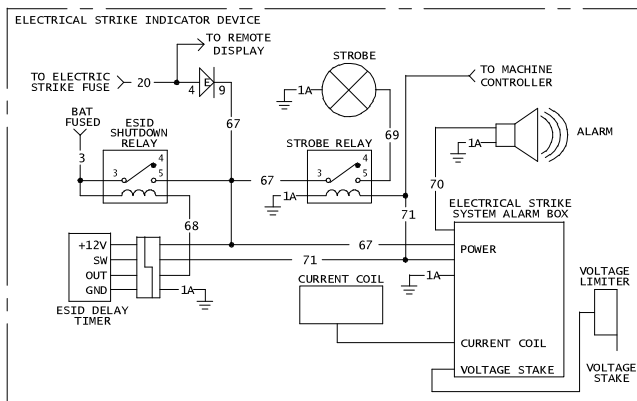 ELECTRICAL STRIKE INDICATOR DEVICE
TO REMOTE
DISPLAY
STROBE
TO ELECTRIC
STRIKE FUSE
20
4
E
9
1A
TO MACHINE
CONTROLLER
BAT
FUSED
ESID
SHUTDOWN
RELAY
67
69
ALARM
1A
STROBE RELAY
3
3
4
5
67
3
4
5
1A
70
71
ELECTRICAL STRIKE
SYSTEM ALARM BOX
68
+12V
SW
OUT
GND
67
71
1A
1A
POWER
ESID DELAY
TIMER
CURRENT COIL
VOLTAGE
LIMITER
CURRENT COIL
VOLTAGE STAKE
VOLTAGE
STAKE